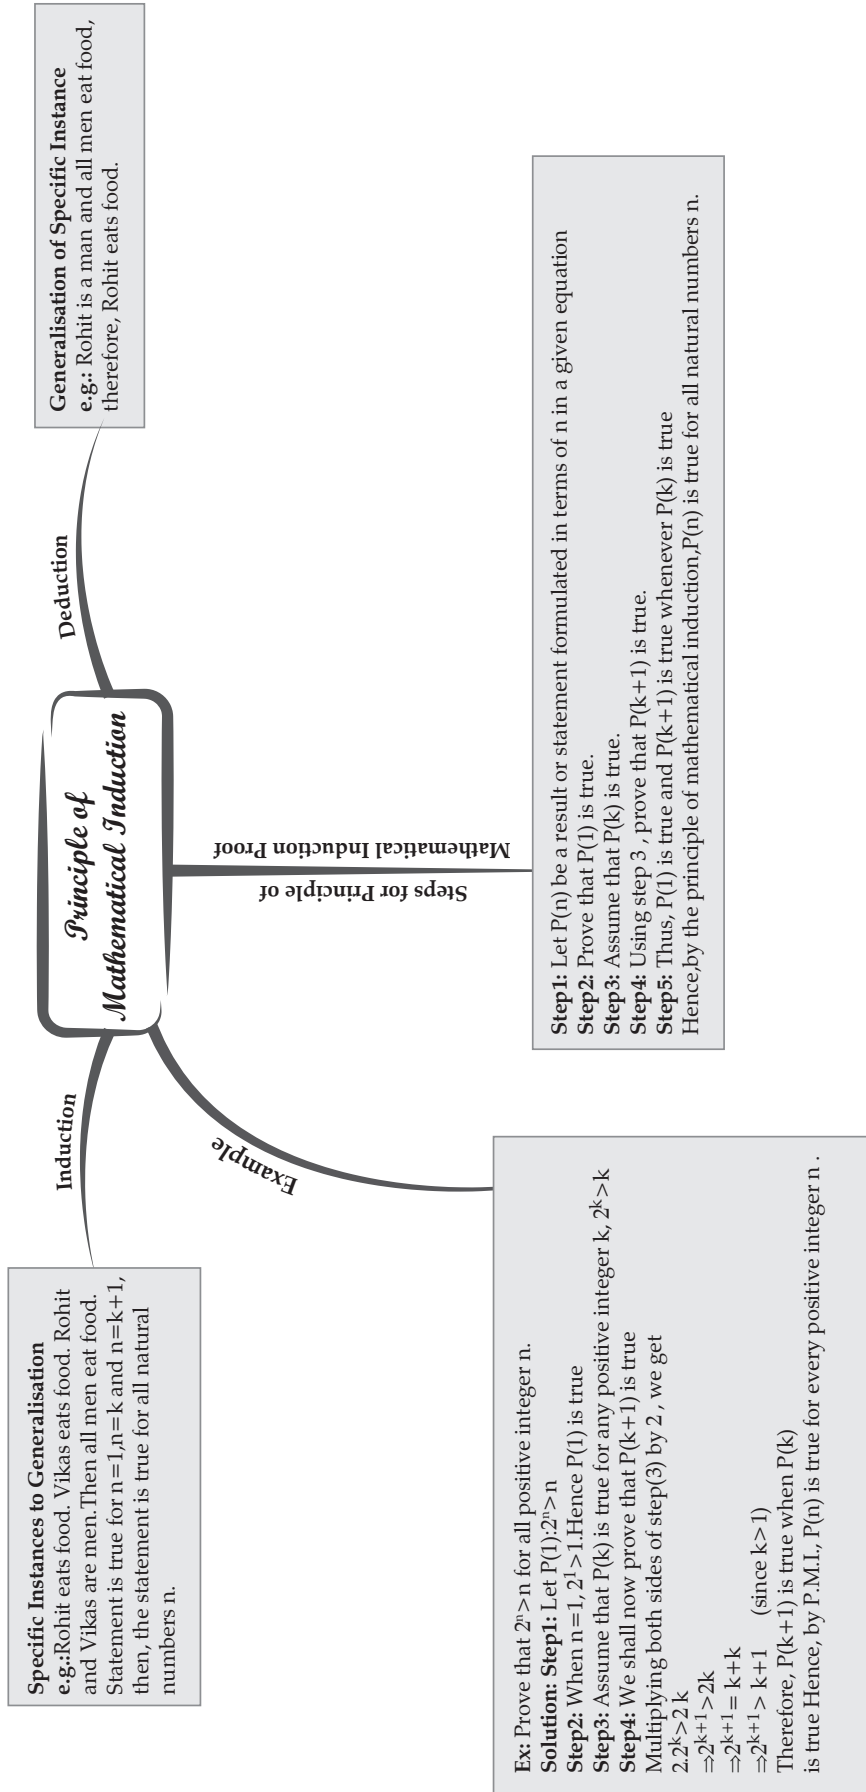 Principle of
Mathematical Induction
Induction
Specific Instances to Generalisation
e.g.:Rohit eats food. Vikas eats food. Rohit
and Vikas are men.Then all men eat food.
Statement is true for n=1,n=k and n=k+1,
then, the statement is true for all natural
numbers n.
Deduction
Generalisation of Specific Instance
e.g.: Rohit is a man and all men eat food,
therefore, Rohit eats food.
Example
Ex: Prove that 2ⁿ>n for all positive integer n.
Solution: Step1: Let P(1):2ⁿ>n
Step2: When n=1, 2¹>1.Hence P(1) is true
Step3: Assume that P(k) is true for any positive integer k, 2ᵏ>k
Step4: We shall now prove that P(k+1) is true
Multiplying both sides of step(3) by 2 , we get
2.2ᵏ>2k
⇒2ᵏ⁺¹>2k
⇒2ᵏ⁺¹= k+k
⇒2ᵏ⁺¹> k+1 (since k>1)
Therefore, P(k+1) is true when P(k)
is true Hence, by P.M.I., P(n) is true for every positive integer n .
Steps for Principle of
Mathematical Induction Proof
Step1: Let P(n) be a result or statement formulated in terms of n in a given equation
Step2: Prove that P(1) is true.
Step3: Assume that P(k) is true.
Step4: Using step 3 , prove that P(k+1) is true.
Step5: Thus, P(1) is true and P(k+1) is true whenever P(k) is true
Hence,by the principle of mathematical induction,P(n) is true for all natural numbers n.